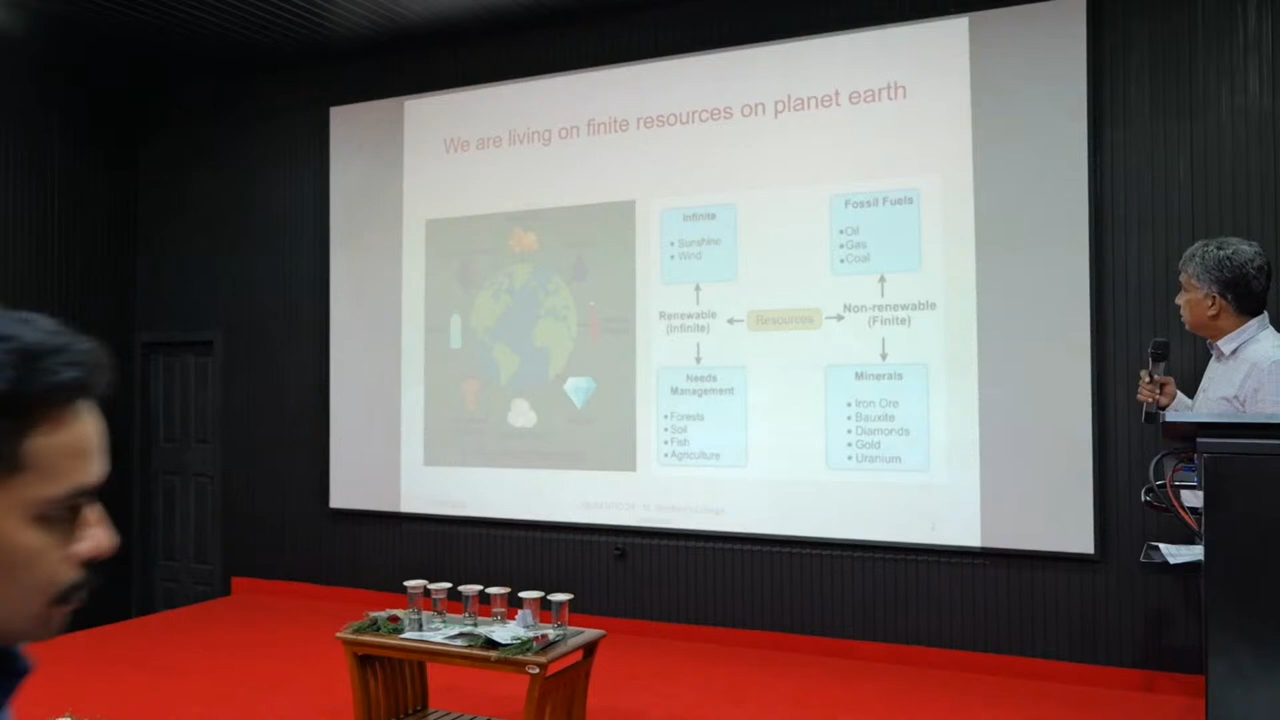 We are living on finite resources on planet earth
Infinite
• Sunshine
• Wind
Fossil Fuels
•Oil
•Gas
•Coal
Renewable
(Infinite)
Resources
Non-renewable
(Finite)
Needs
Management
• Forests
• Soil
• Fish
• Agriculture
Minerals
• Iron Ore
• Bauxite
• Diamonds
• Gold
• Uranium